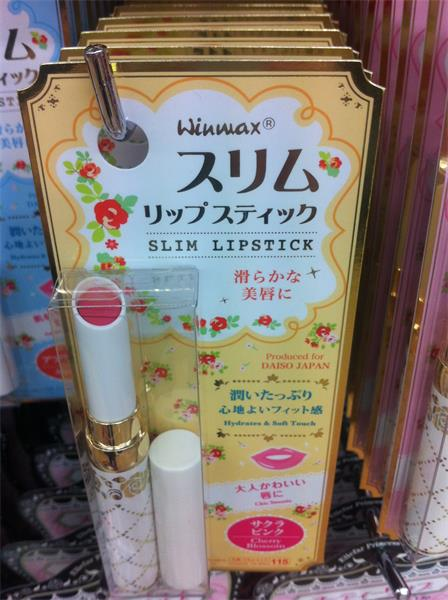 Winmax®
スリム
リップスティック
SLIM LIPSTICK
滑らかな
美唇に
Produced for
DAISO JAPAN
潤いたっぷり
心地よいフィット感
Hydrates & Soft Touch
大人かわいい
唇に
サクラ
ピンク
Cherry
Blossom
115